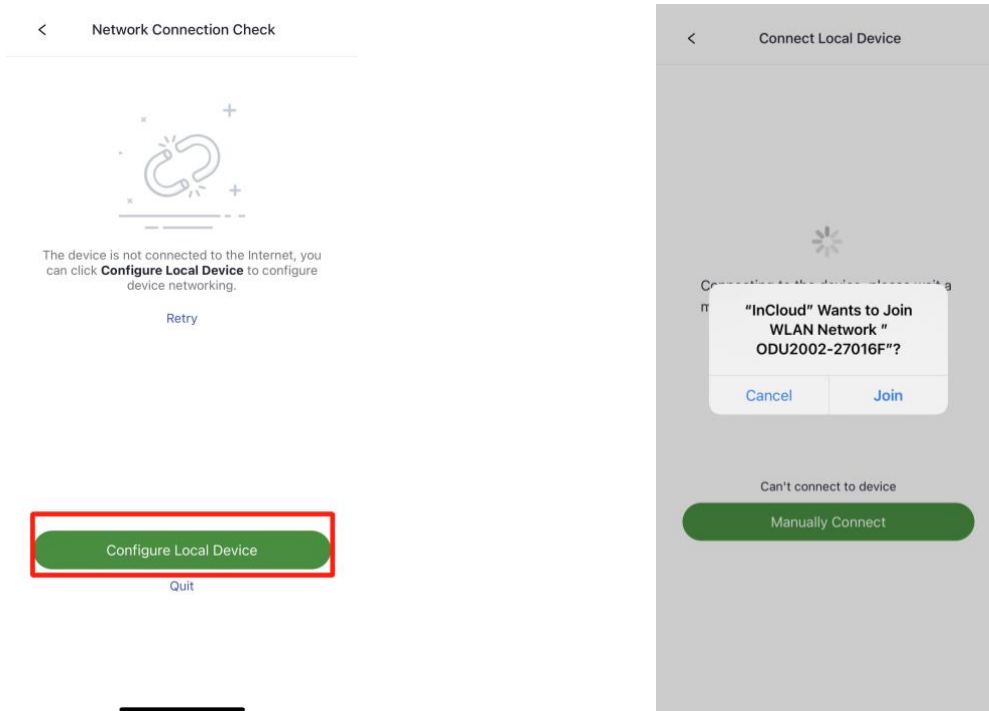 Network Connection Check
The device is not connected to the Internet, you
can click Configure Local Device to configure
device networking.
Retry
Configure Local Device
Quit
Connect Local Device
"InCloud" Wants to Join
WLAN Network "
ODU2002-27016F"?
Cancel
Join
Can't connect to device
Manually Connect